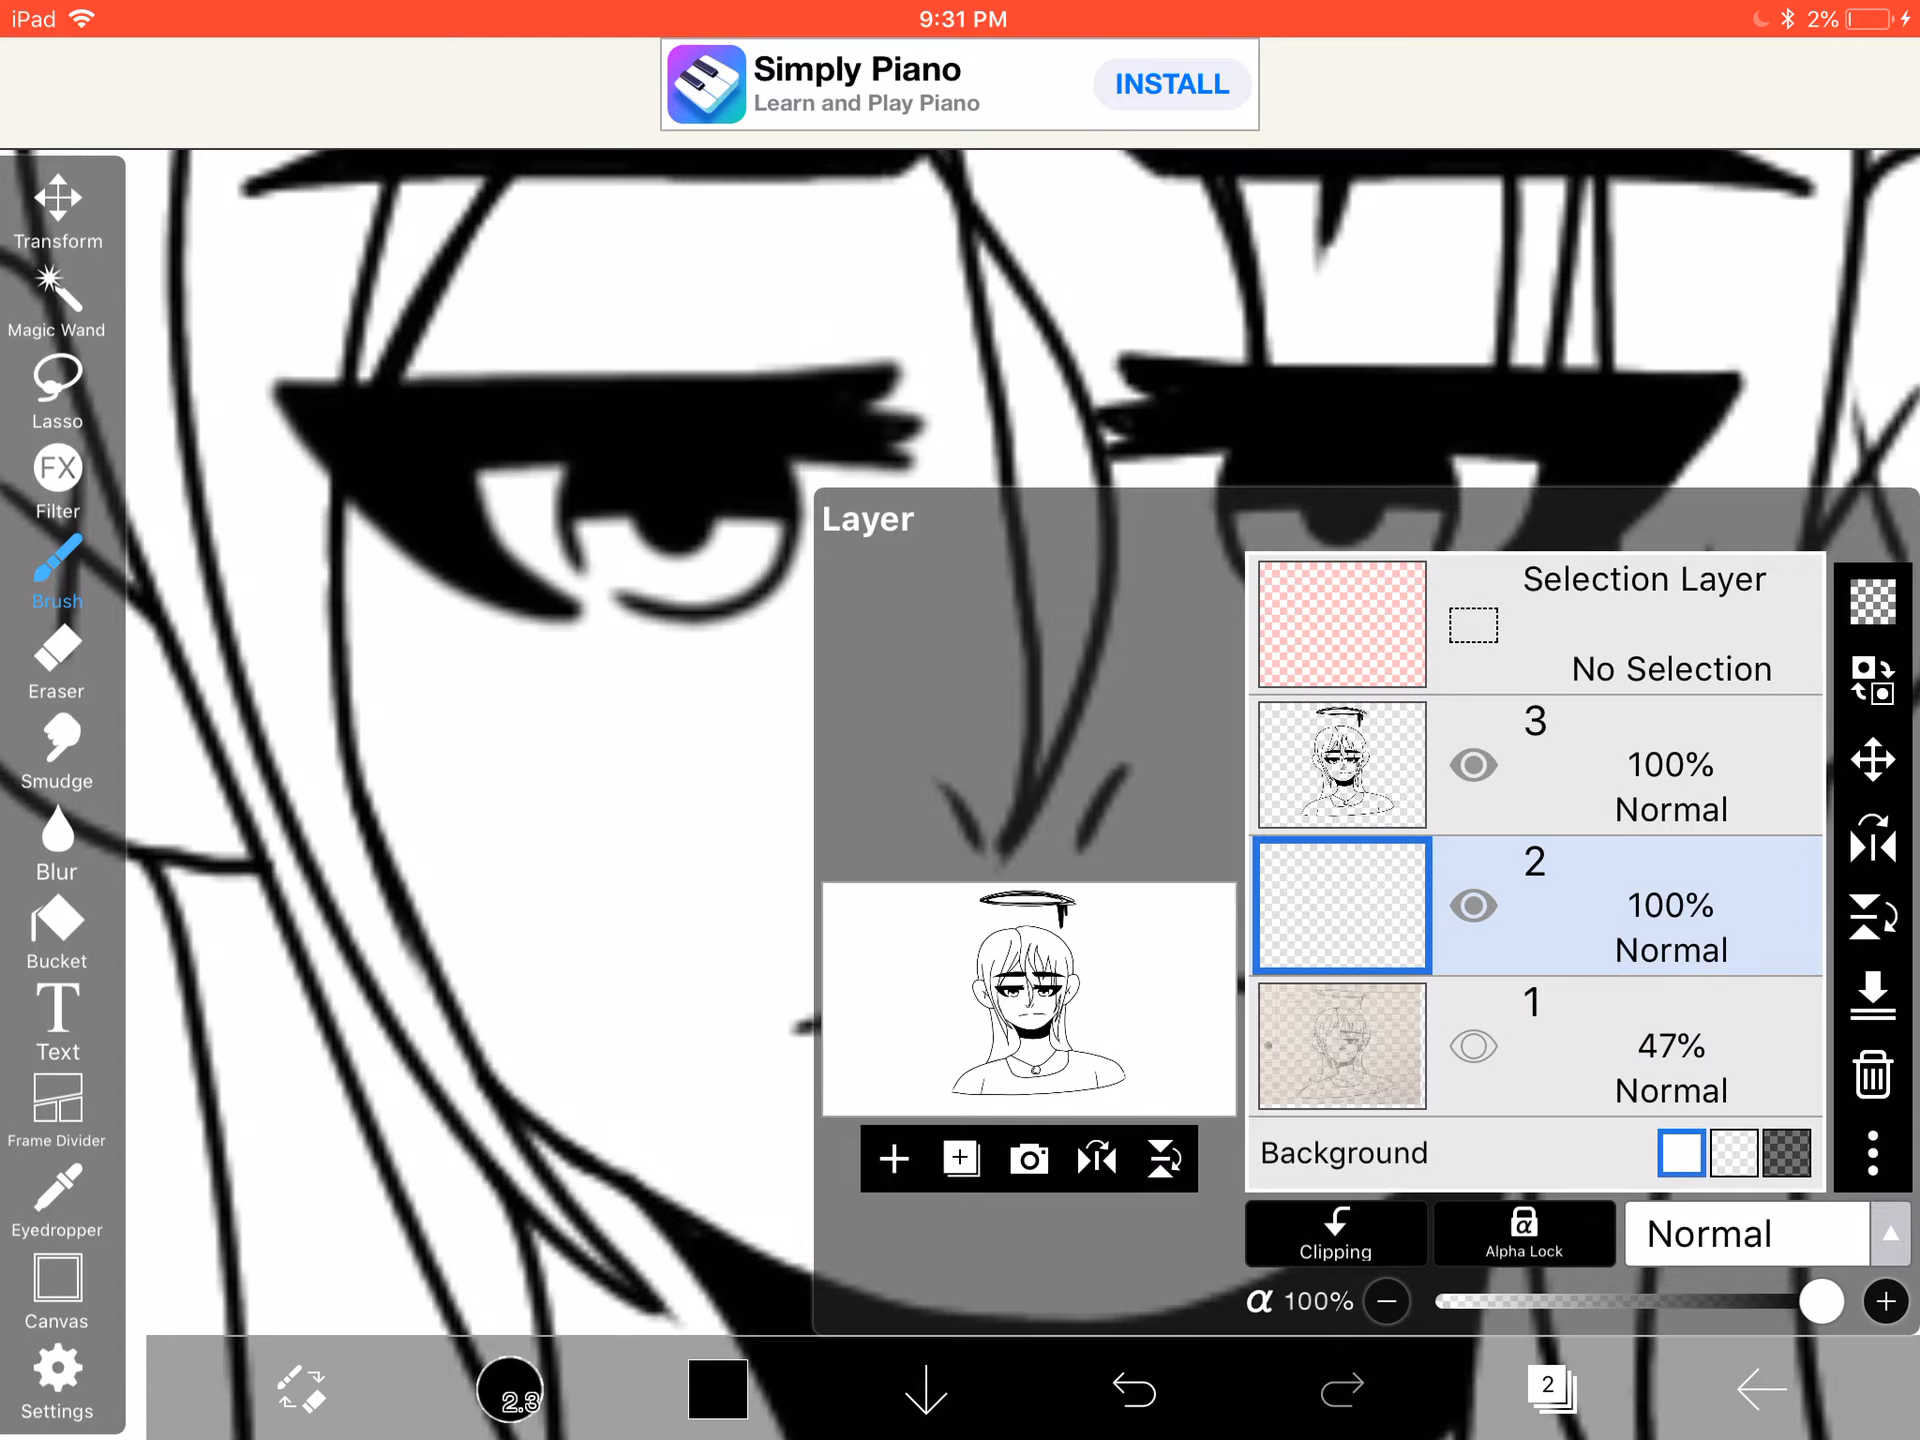 iPad
9:31 PM
2%
Simply Piano
Learn and Play Piano
INSTALL
Transform
Magic Wand
Lasso
FX
Filter
Brush
Eraser
Smudge
Blur
Bucket
T
Text
Frame Divider
Eyedropper
Canvas
Settings
Layer
Selection Layer
No Selection
3
100%
Normal
2
100%
Normal
1
47%
Normal
Background
Clipping
α
Alpha Lock
Normal
α 100%
2.3
2